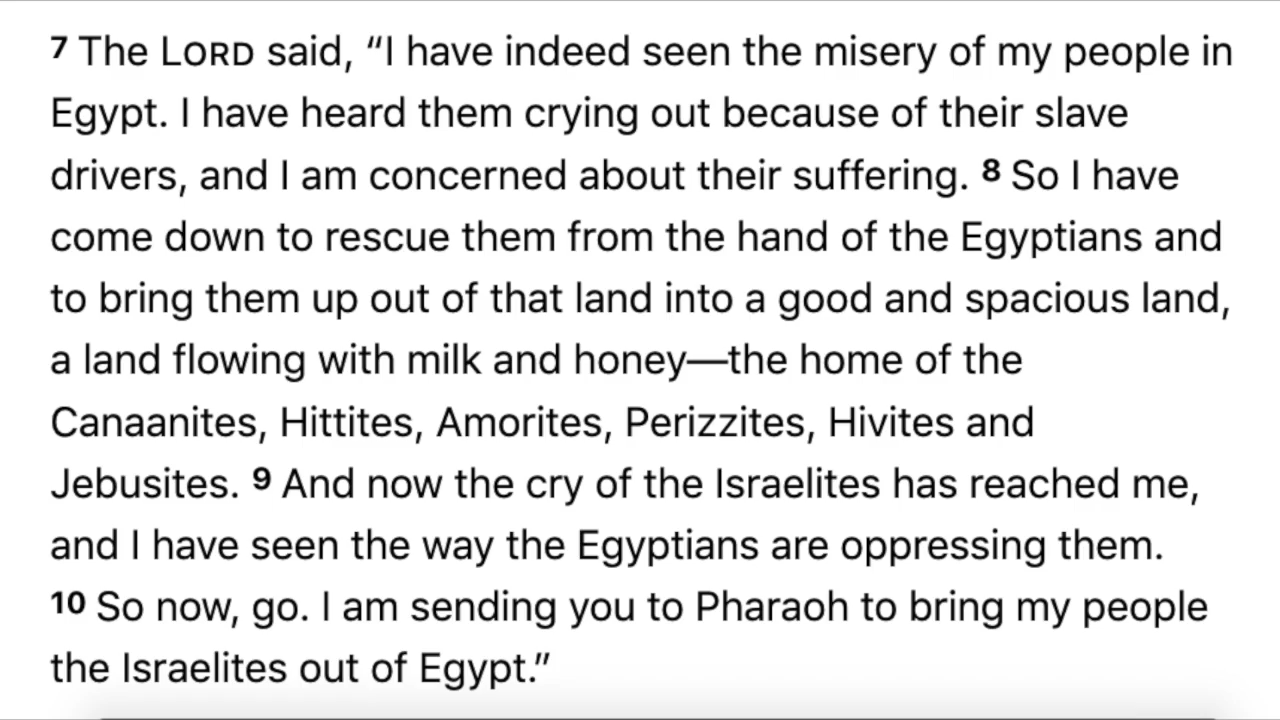 7 The LORD said, “I have indeed seen the misery of my people in
Egypt. I have heard them crying out because of their slave
drivers, and I am concerned about their suffering. 8 So I have
come down to rescue them from the hand of the Egyptians and
to bring them up out of that land into a good and spacious land,
a land flowing with milk and honey—the home of the
Canaanites, Hittites, Amorites, Perizzites, Hivites and
Jebusites. 9 And now the cry of the Israelites has reached me,
and I have seen the way the Egyptians are oppressing them.
10 So now, go. I am sending you to Pharaoh to bring my people
the Israelites out of Egypt.”